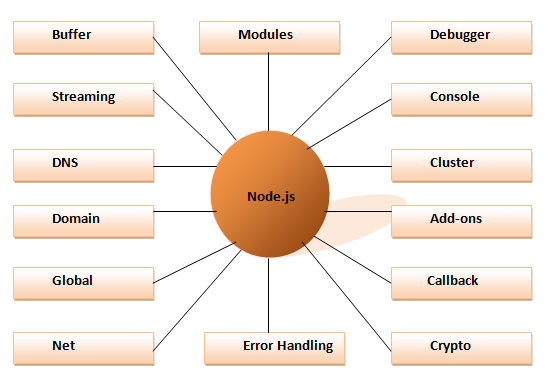 Buffer
Modules
Debugger
Streaming
Console
DNS
Cluster
Node.js
Domain
Add-ons
Global
Callback
Net
Error Handling
Crypto